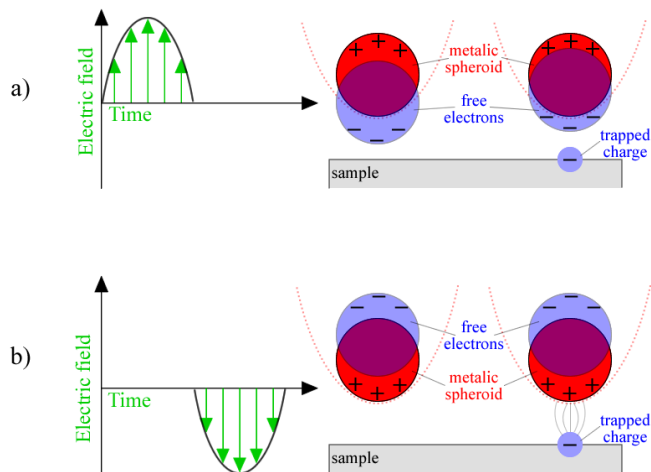 a)
Electric field
Time
metalic
spheroid
free
electrons
trapped
charge
sample
+ + +
+ + +
− − −
− − −
−
b)
Electric field
Time
free
electrons
metalic
spheroid
trapped
charge
sample
− − −
− − −
+ + +
+ + +
−